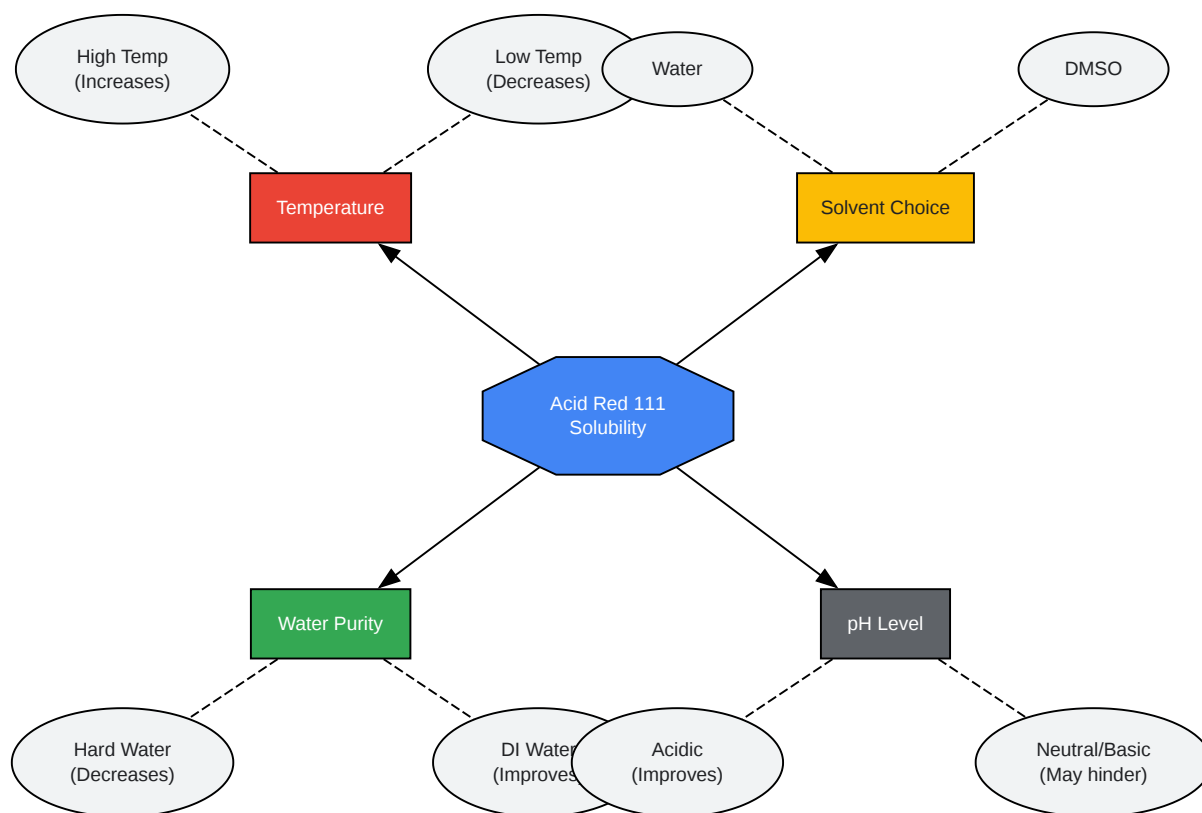 High Temp
(Increases)
Low Temp
(Decreases)
Water
DMSO
Temperature
Solvent Choice
Acid Red 111
Solubility
Water Purity
pH Level
Hard Water
(Decreases)
DI Water
(Improves
Acidic
(Improves)
Neutral/Basic
(May hinder)